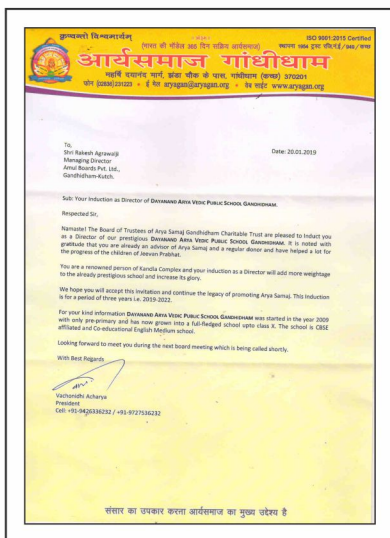 कृण्वन्तो विश्वमार्यम्
ISO 9001:2015 Certified
(भारत की मॉडेल 365 दिन सक्रिय आर्यसमाज)
आर्यसमाज गांधीधाम
महर्षि दयानंद मार्ग, झंडा चौक के पास, गांधीधाम (कच्छ) 370201
फोन (02836) 231225 • ई मेल aryagan@aryagan.org • वेब साईट www.aryagan.org
To,
Shri Rakesh Agrawalji
Date: 20.01.2019
Managing Director
Amul Boards Pvt. Ltd.,
Gandhidham-Kutch.
Sub: Your Induction as Director of DAYANAND ARYA VEDIC PUBLIC SCHOOL GANDHIDHAM.
Respected Sir,
Namaste! The Board of Trustees of Arya Samaj Gandhidham Charitable Trust are pleased to Induct you
as a Director of our prestigious DAYANAND ARYA VEDIC PUBLIC SCHOOL GANDHIDHAM. It is noted with
gratitude that you are already an advisor of Arya Samaj and a regular donor and have helped a lot for
the progress of the children of Jeevan Prabhat.
You are a renowned person of Kandla Complex and your induction as a Director will add more weightage
to the already prestigious school and increase its glory.
We hope you will accept this Invitation and continue the legacy of promoting Arya Samaj. This Induction
is for a period of three years i.e. 2019-2022.
For your kind information DAYANAND ARYA VEDIC PUBLIC SCHOOL GANDHIDHAM was started in the year 2009
with only pre-primary and has now grown into a full-fledged school upto class X. The school is CBSE
affiliated and Co-educational English Medium school.
Looking forward to meet you during the next board meeting which is being called shortly.
With Best Regards
Vachonidhi Acharya
President
Cell: +91-9426336232 / +91-9727536232
संसार का उपकार करना आर्यसमाज का मुख्य उद्देश्य है